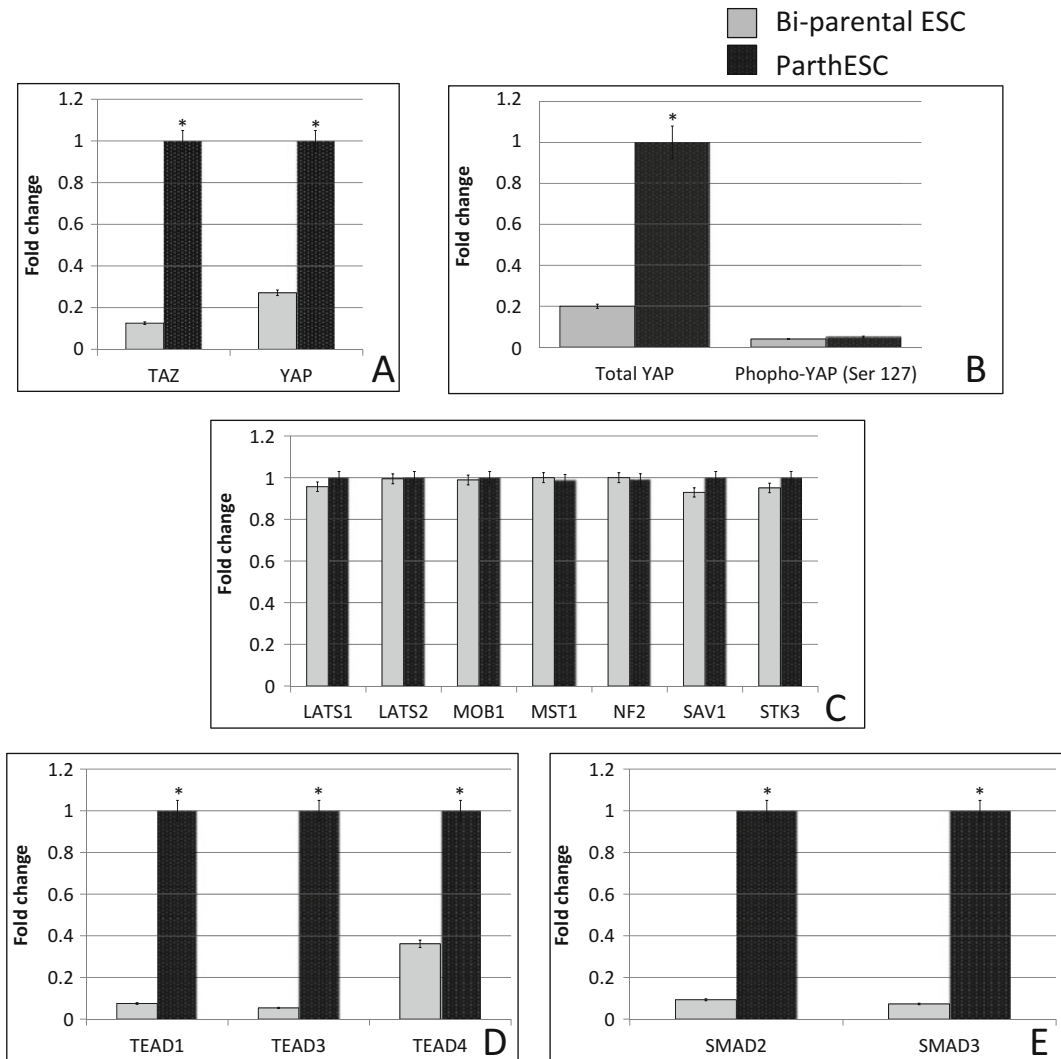 Bi-parental ESC
ParthESC
1.2
1
0.8
0.6
0.4
0.2
0
Fold change
*
*
TAZ YAP
A
1.2
1
0.8
0.6
0.4
0.2
0
Fold change
*
Total YAP Phopho-YAP (Ser 127)
B
1.2
1
0.8
0.6
0.4
0.2
0
Fold change
LATS1 LATS2 MOB1 MST1 NF2 SAV1 STK3
C
1.2
1
0.8
0.6
0.4
0.2
0
Fold change
*
*
*
TEAD1 TEAD3 TEAD4
D
1.2
1
0.8
0.6
0.4
0.2
0
Fold change
*
*
SMAD2 SMAD3
E